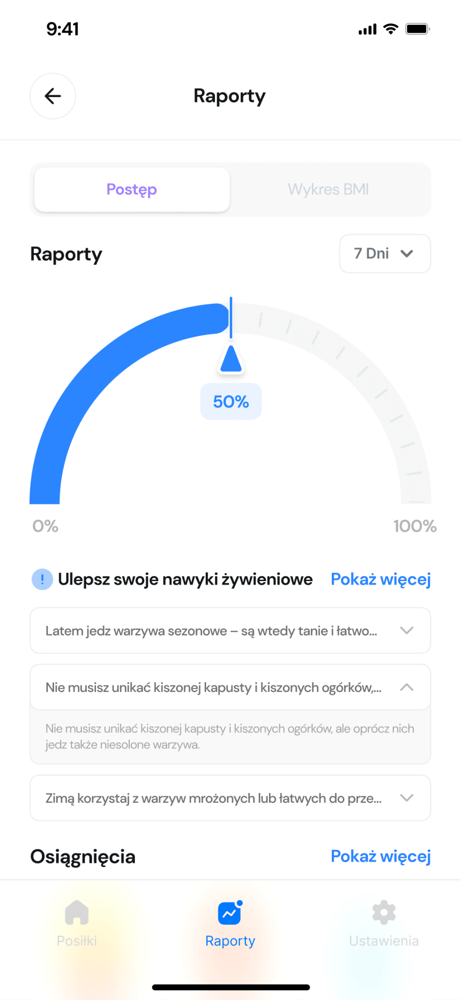 9:41
Raporty
Postęp
Wykres BMI
Raporty
7 Dni
50%
0%
100%
! Ulepsz swoje nawyki żywieniowe
Pokaż więcej
Latem jedz warzywa sezonowe – są wtedy tanie i łatwo...
Nie musisz unikać kiszonej kapusty i kiszonych ogórków,...
Nie musisz unikać kiszonej kapusty i kiszonych ogórków, ale oprócz nich
jedz także niesolone warzywa.
Zimą korzystaj z warzyw mrożonych lub łatwych do prze...
Osiągnięcia
Pokaż więcej
Posiłki
Raporty
Ustawienia